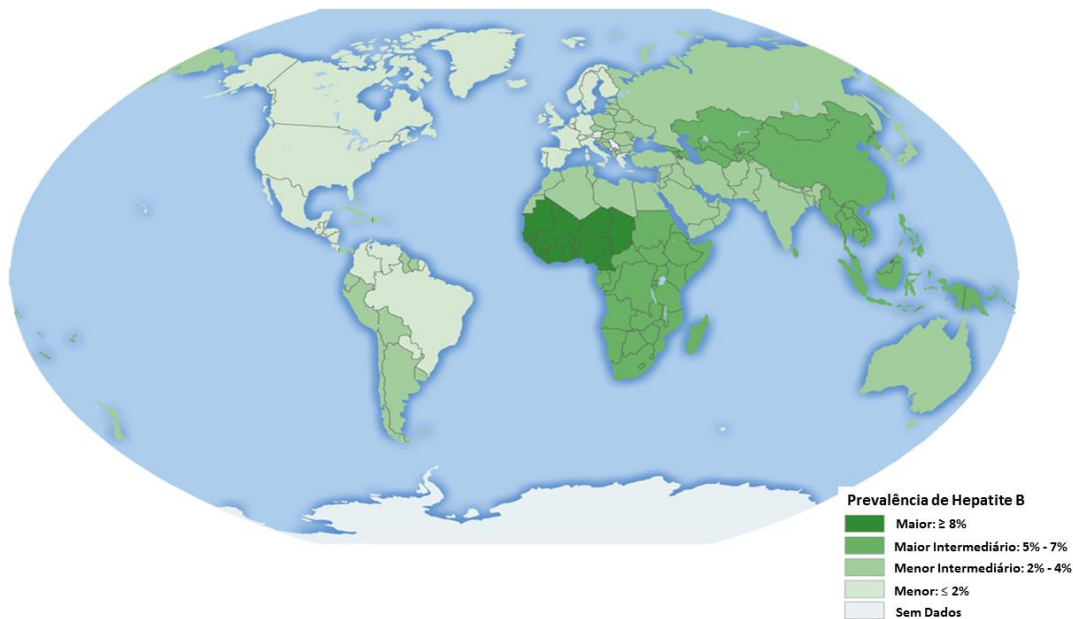 Prevalência de Hepatite B
Maior: ≥ 8%
Maior Intermediário: 5% - 7%
Menor Intermediário: 2% - 4%
Menor: ≤ 2%
Sem Dados